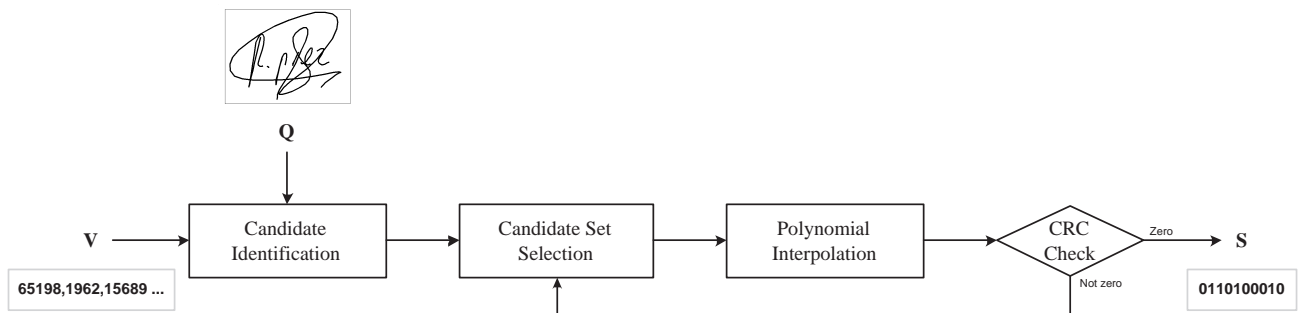 Q
Candidate
Identification
Candidate Set
Selection
Polynomial
Interpolation
CRC
Check
Zero
Not zero
V
S
65198,1962,15689 ...
0110100010